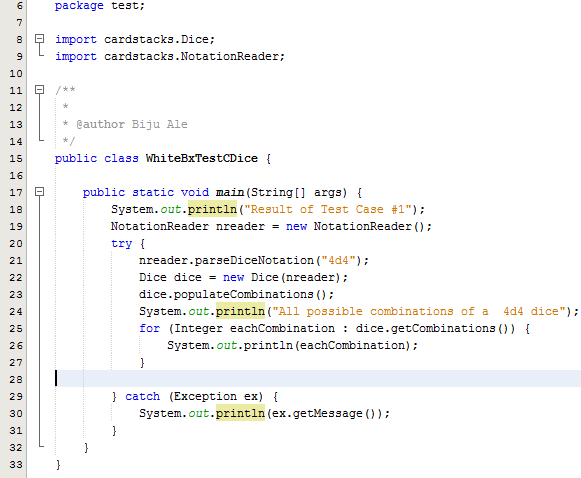 6 package test;
7
8 import cardstacks.Dice;
9 import cardstacks.NotationReader;
10
11 /**
12  *
13  * @author Biju Ale
14  */
15 public class WhiteBxTestCDice {
16
17     public static void main(String[] args) {
18         System.out.println("Result of Test Case #1");
19         NotationReader nreader = new NotationReader();
20         try {
21             nreader.parseDiceNotation("4d4");
22             Dice dice = new Dice(nreader);
23             dice.populateCombinations();
24             System.out.println("All possible combinations of a  4d4 dice");
25             for (Integer eachCombination : dice.getCombinations()) {
26                 System.out.println(eachCombination);
27             }
28
29         } catch (Exception ex) {
30             System.out.println(ex.getMessage());
31         }
32     }
33 }